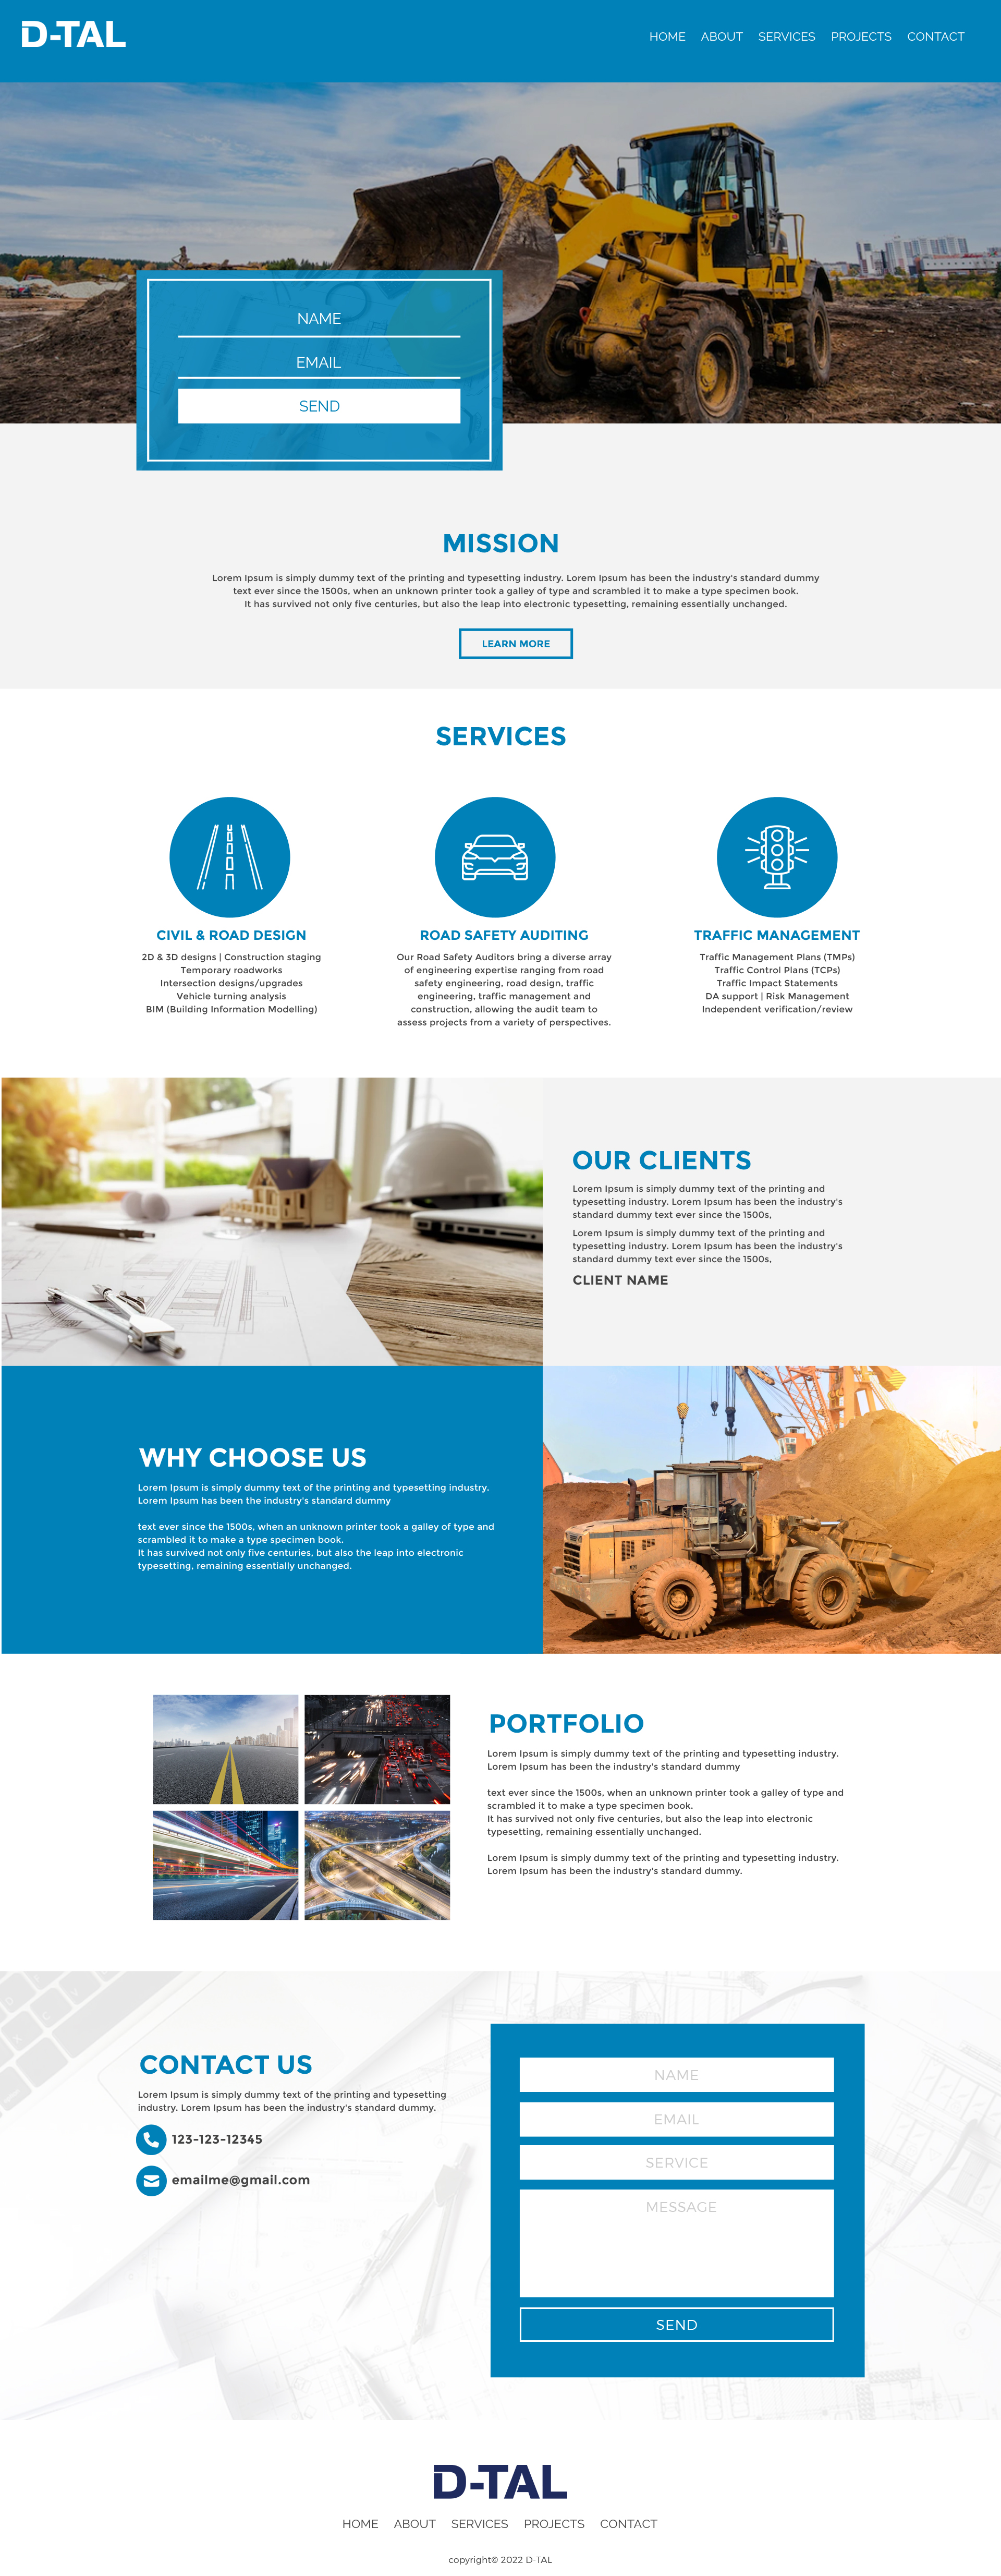 D-TAL
HOME ABOUT SERVICES PROJECTS CONTACT
NAME
EMAIL
SEND
MISSION
Lorem Ipsum is simply dummy text of the printing and typesetting industry. Lorem Ipsum has been the industry's standard dummy
text ever since the 1500s, when an unknown printer took a galley of type and scrambled it to make a type specimen book.
It has survived not only five centuries, but also the leap into electronic typesetting, remaining essentially unchanged.
LEARN MORE
SERVICES
CIVIL & ROAD DESIGN
2D & 3D designs | Construction staging
Temporary roadworks
Intersection designs/upgrades
Vehicle turning analysis
BIM (Building Information Modelling)
ROAD SAFETY AUDITING
Our Road Safety Auditors bring a diverse array
of engineering expertise ranging from road
safety engineering, road design, traffic
engineering, traffic management and
construction, allowing the audit team to
assess projects from a variety of perspectives.
TRAFFIC MANAGEMENT
Traffic Management Plans (TMPs)
Traffic Control Plans (TCPs)
Traffic Impact Statements
DA support | Risk Management
Independent verification/review
OUR CLIENTS
Lorem Ipsum is simply dummy text of the printing and
typesetting industry. Lorem Ipsum has been the industry's
standard dummy text ever since the 1500s,
Lorem Ipsum is simply dummy text of the printing and
typesetting industry. Lorem Ipsum has been the industry's
standard dummy text ever since the 1500s,
CLIENT NAME
WHY CHOOSE US
Lorem Ipsum is simply dummy text of the printing and typesetting industry.
Lorem Ipsum has been the industry's standard dummy
text ever since the 1500s, when an unknown printer took a galley of type and
scrambled it to make a type specimen book.
It has survived not only five centuries, but also the leap into electronic
typesetting, remaining essentially unchanged.
PORTFOLIO
Lorem Ipsum is simply dummy text of the printing and typesetting industry.
Lorem Ipsum has been the industry's standard dummy
text ever since the 1500s, when an unknown printer took a galley of type and
scrambled it to make a type specimen book.
It has survived not only five centuries, but also the leap into electronic
typesetting, remaining essentially unchanged.
Lorem Ipsum is simply dummy text of the printing and typesetting industry.
Lorem Ipsum has been the industry's standard dummy.
CONTACT US
Lorem Ipsum is simply dummy text of the printing and typesetting
industry. Lorem Ipsum has been the industry's standard dummy.
123-123-12345
emailme@gmail.com
NAME
EMAIL
SERVICE
MESSAGE
SEND
D-TAL
HOME ABOUT SERVICES PROJECTS CONTACT
copyright© 2022 D-TAL